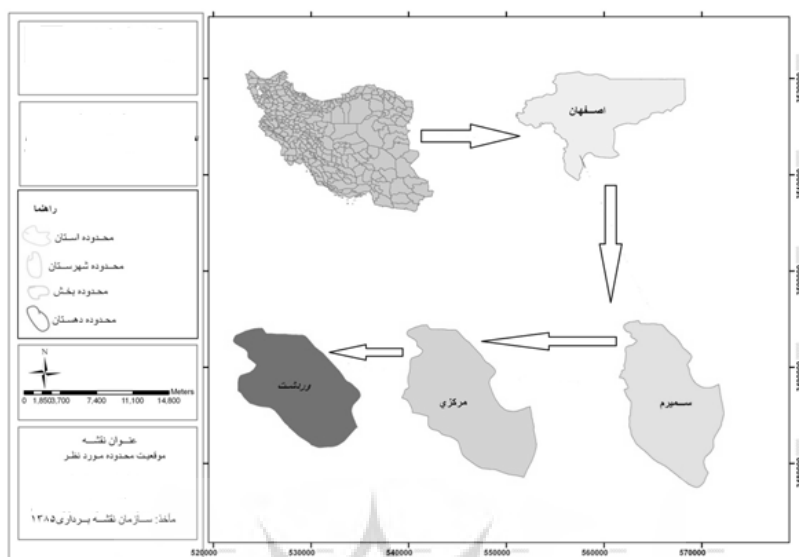 اصفهان
سمیرم
مرکزي
وردشت
راهنما
محدوده استان
محدوده شهرستان
محدوده بخش
محدوده دهستان
N
Meters
0 1,850 3,700 7,400 11,100 14,800
عنوان نقشه
موقعیت محدوده مورد نظر
مأخذ: سازمان نقشه برداری ۱۳۸۵
520000 530000 540000 550000 560000 570000